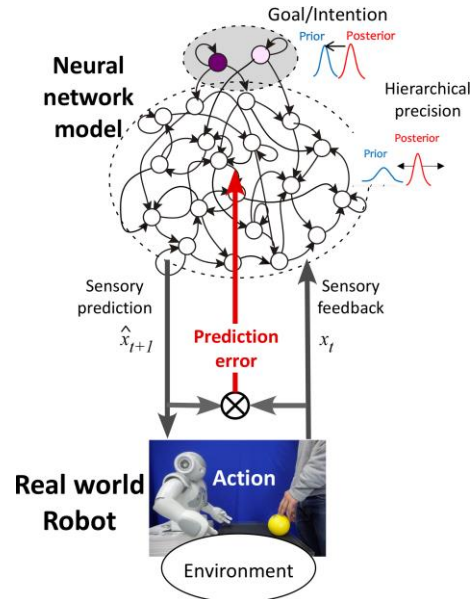 Goal/Intention
Prior
Posterior
Neural
network
model
Hierarchical
precision
Posterior
Prior
Sensory
prediction
x̂t+1
Prediction
error
Sensory
feedback
xt
Real world
Robot
Action
Environment